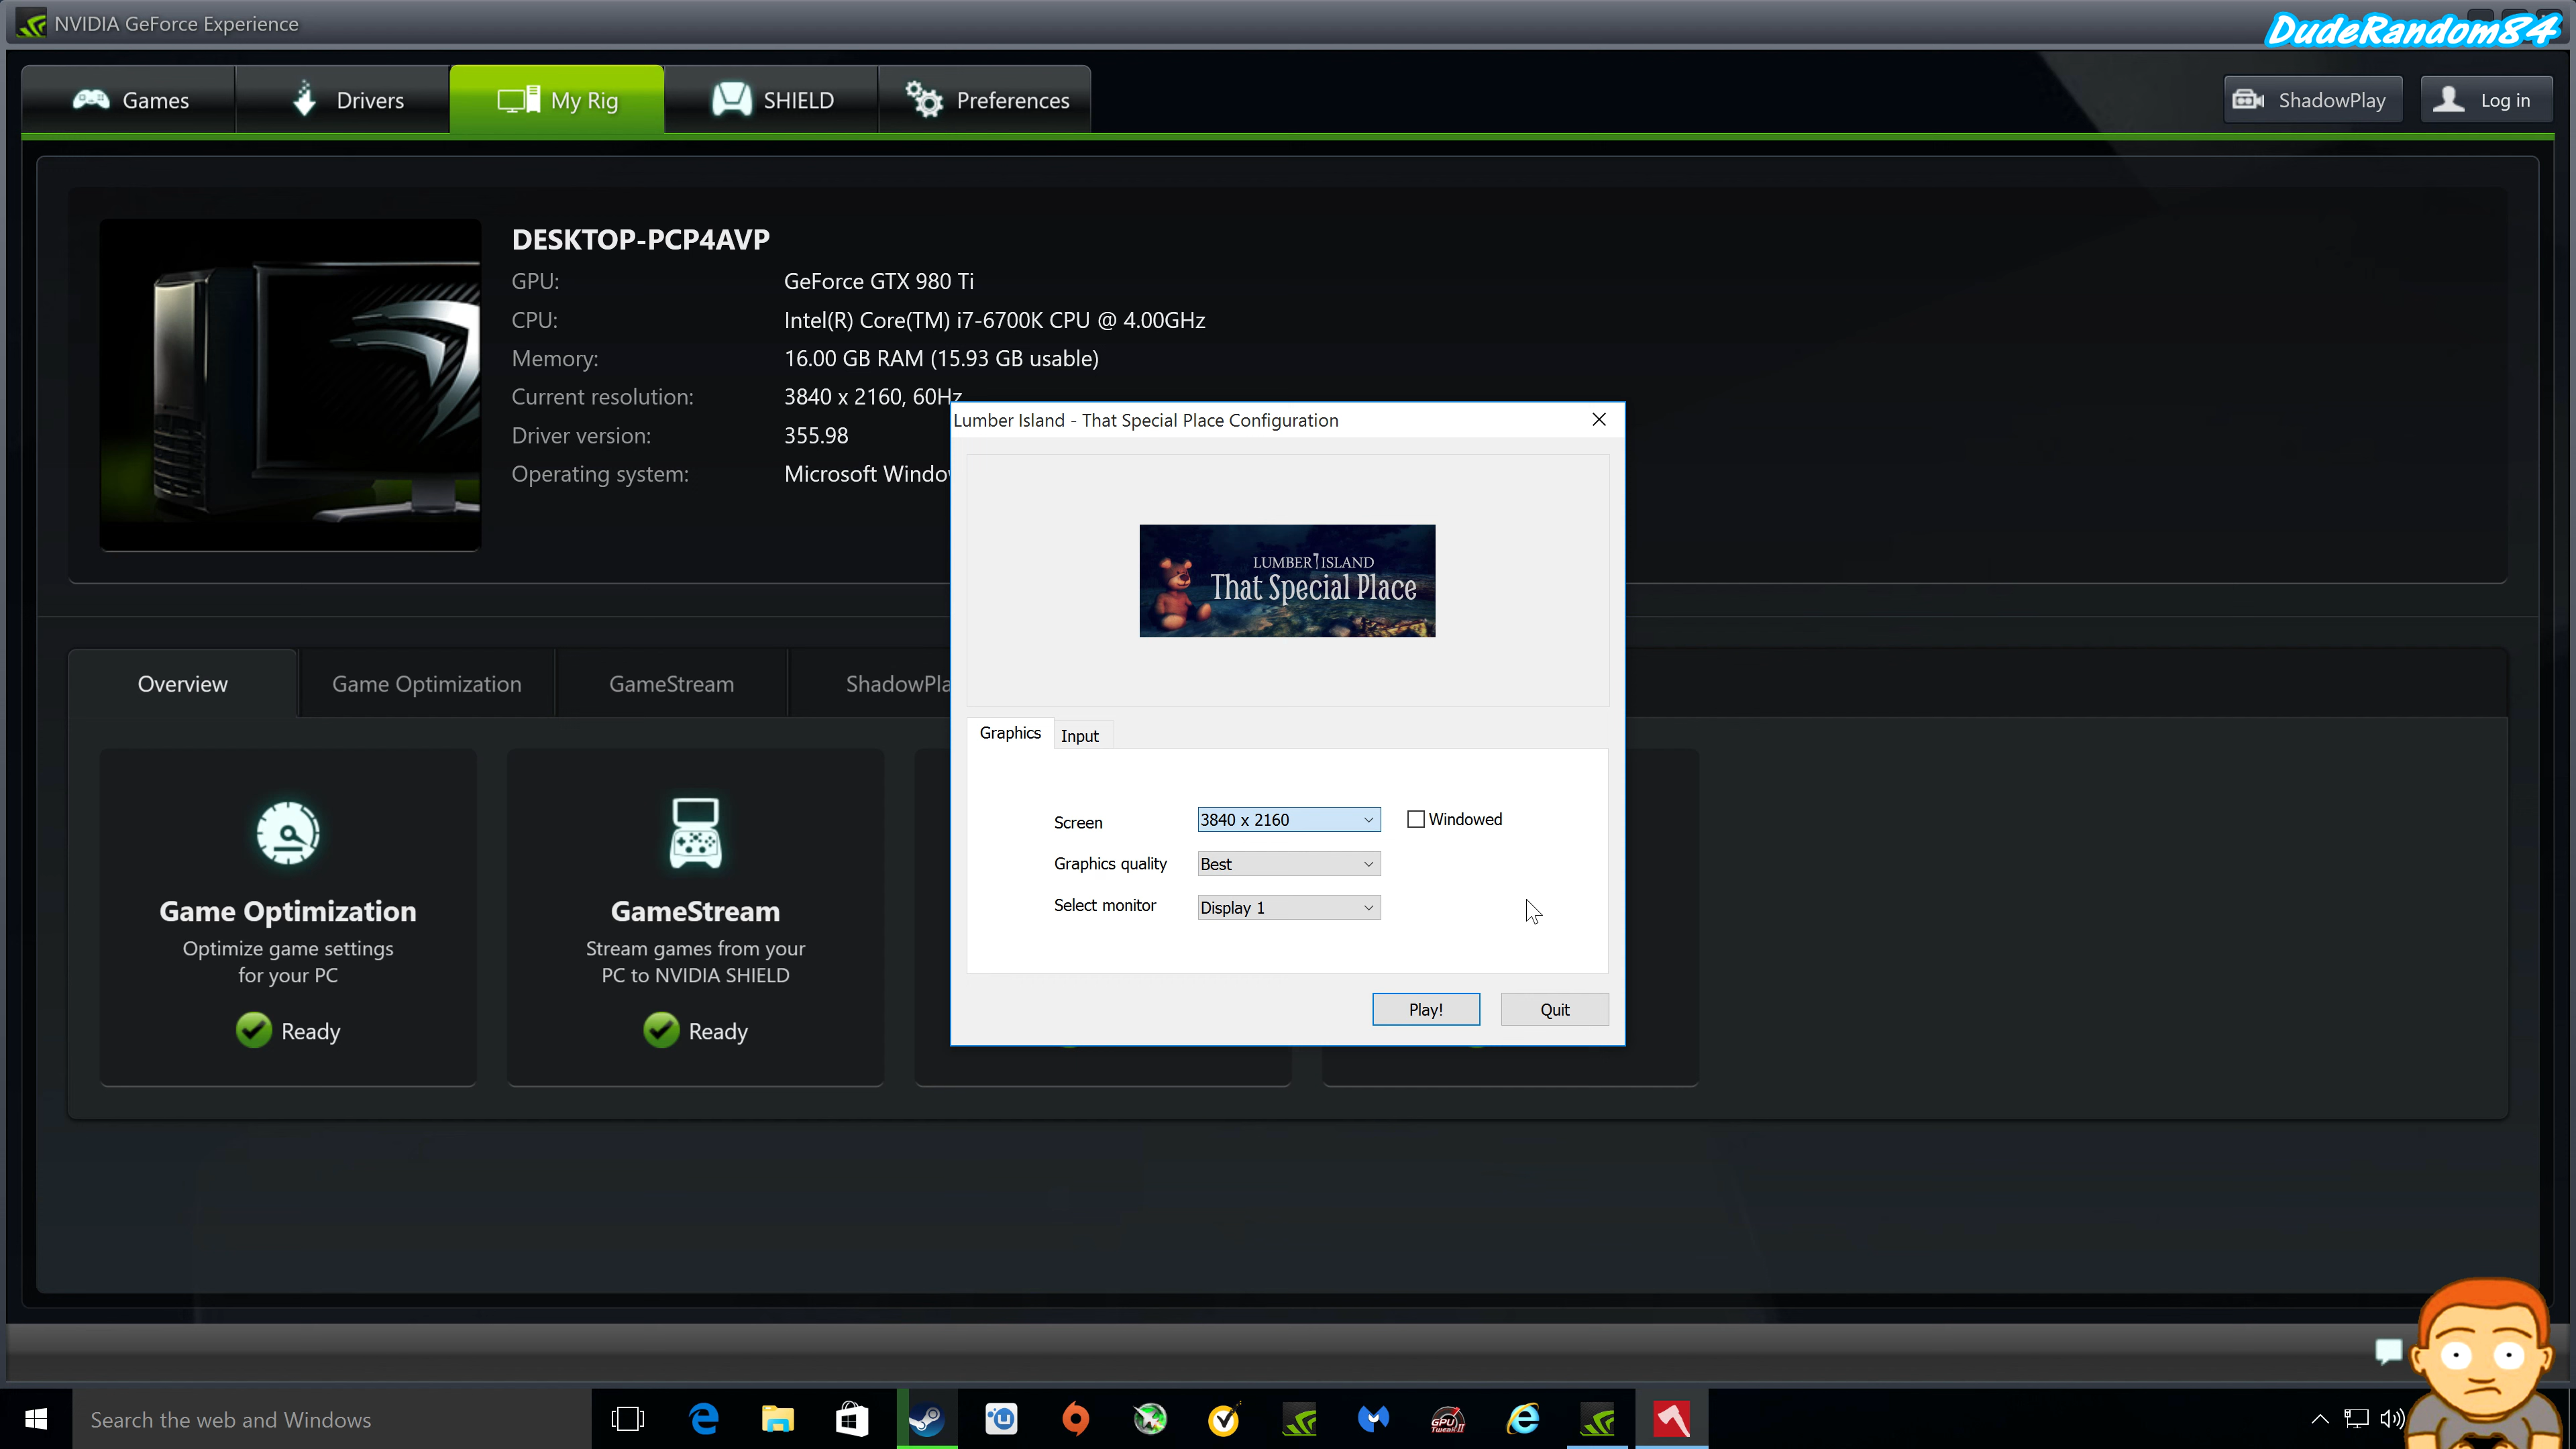 NVIDIA GeForce Experience
DudeRandom84
Games
Drivers
My Rig
SHIELD
Preferences
ShadowPlay
Log in
DESKTOP-PCP4AVP
GPU:
GeForce GTX 980 Ti
CPU:
Intel(R) Core(TM) i7-6700K CPU @ 4.00GHz
Memory:
16.00 GB RAM (15.93 GB usable)
Current resolution:
3840 x 2160, 60Hz
Driver version:
355.98
Operating system:
Microsoft Window
Lumber Island - That Special Place Configuration
LUMBER ISLAND
That Special Place
Overview
Game Optimization
GameStream
ShadowPla
Graphics
Input
Screen
3840 x 2160
Windowed
Graphics quality
Best
Select monitor
Display 1
Play!
Quit
Game Optimization
Optimize game settings
for your PC
Ready
GameStream
Stream games from your
PC to NVIDIA SHIELD
Ready
Search the web and Windows
GPU
Tweak II